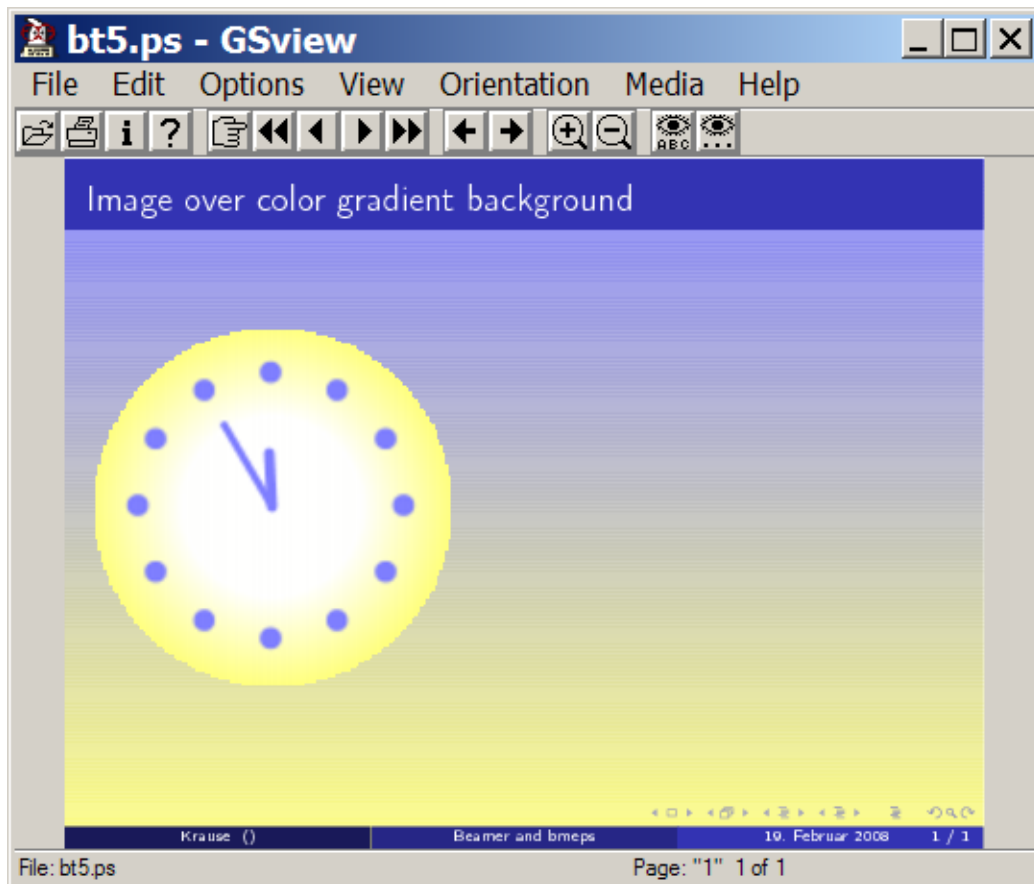 bt5.ps - GSview
File Edit Options View Orientation Media Help
i ? ABC
Image over color gradient background
Krause () Beamer and bmeps 19. Februar 2008 1 / 1
File: bt5.ps Page: "1" 1 of 1